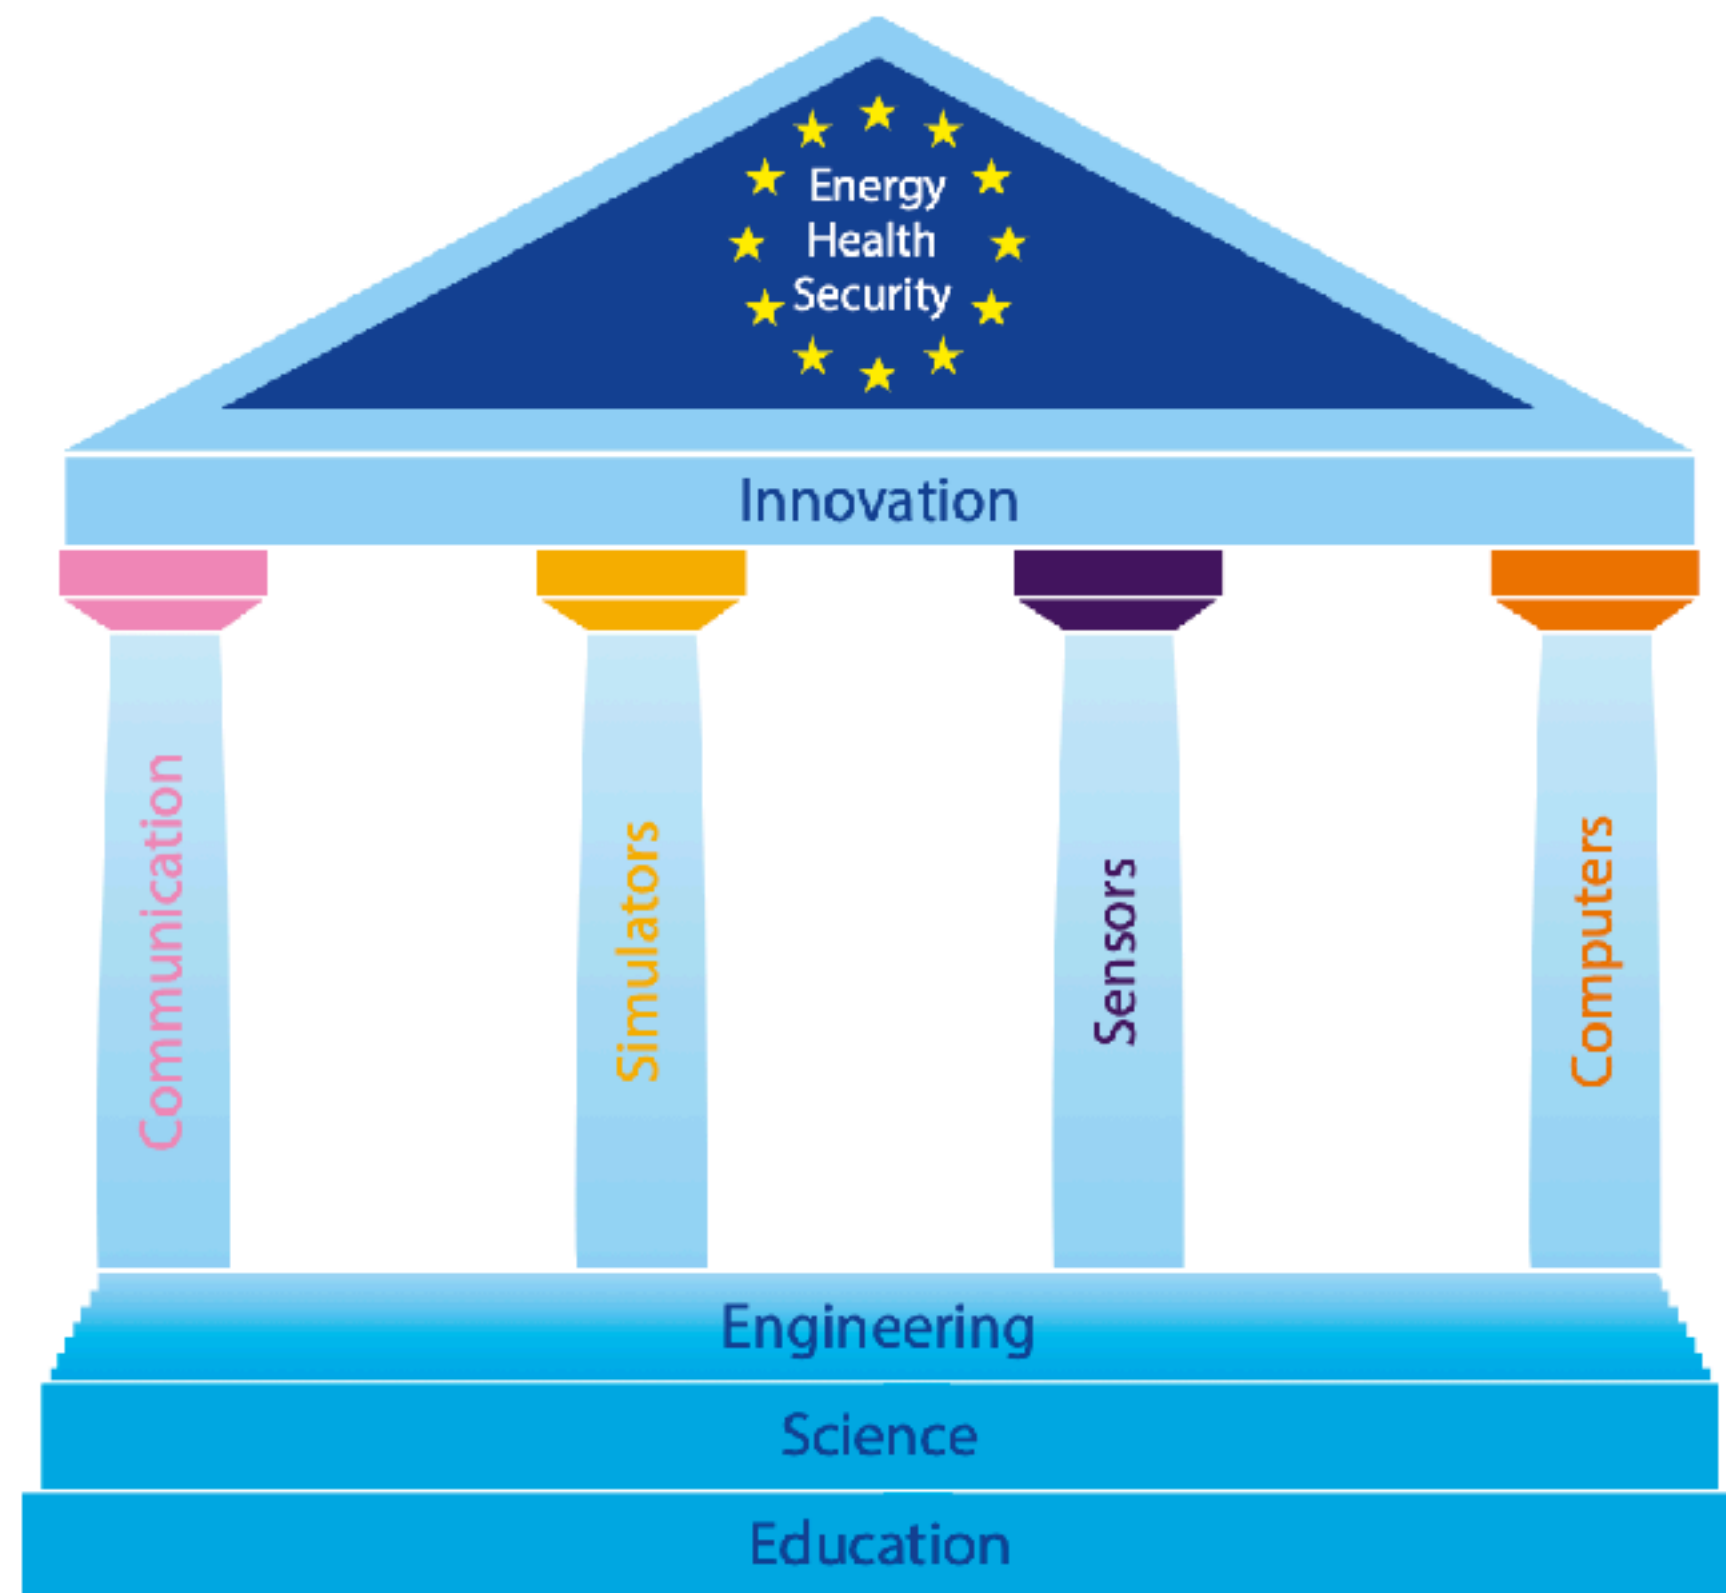 Energy
Health
Security
Innovation
Communication
Simulators
Sensors
Computers
Engineering
Science
Education